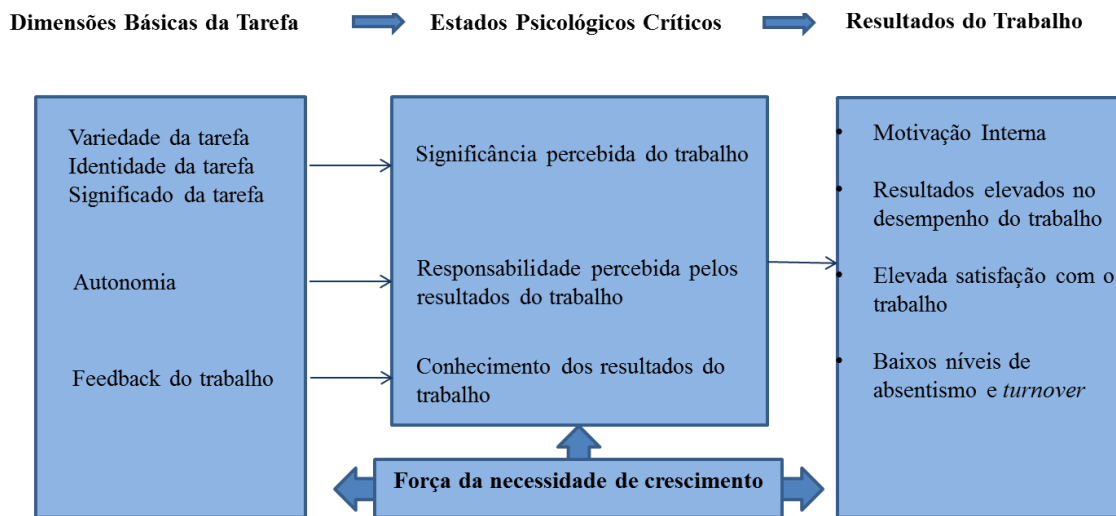 Dimensões Básicas da Tarefa
Estados Psicológicos Críticos
Resultados do Trabalho
Variedade da tarefa
Identidade da tarefa
Significado da tarefa
Autonomia
Feedback do trabalho
Significância percebida do trabalho
Responsabilidade percebida pelos
resultados do trabalho
Conhecimento dos resultados do
trabalho
• Motivação Interna
• Resultados elevados no
desempenho do trabalho
• Elevada satisfação com o
trabalho
• Baixos níveis de
absentismo e turnover
Força da necessidade de crescimento